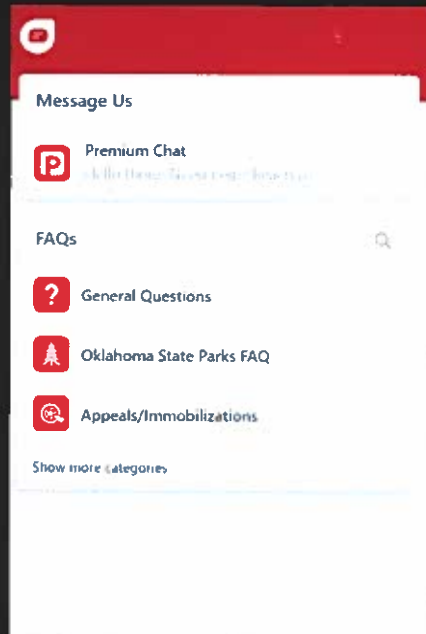 Message Us
Premium Chat
FAQs
General Questions
Oklahoma State Parks FAQ
Appeals/Immobilizations
Show more categories